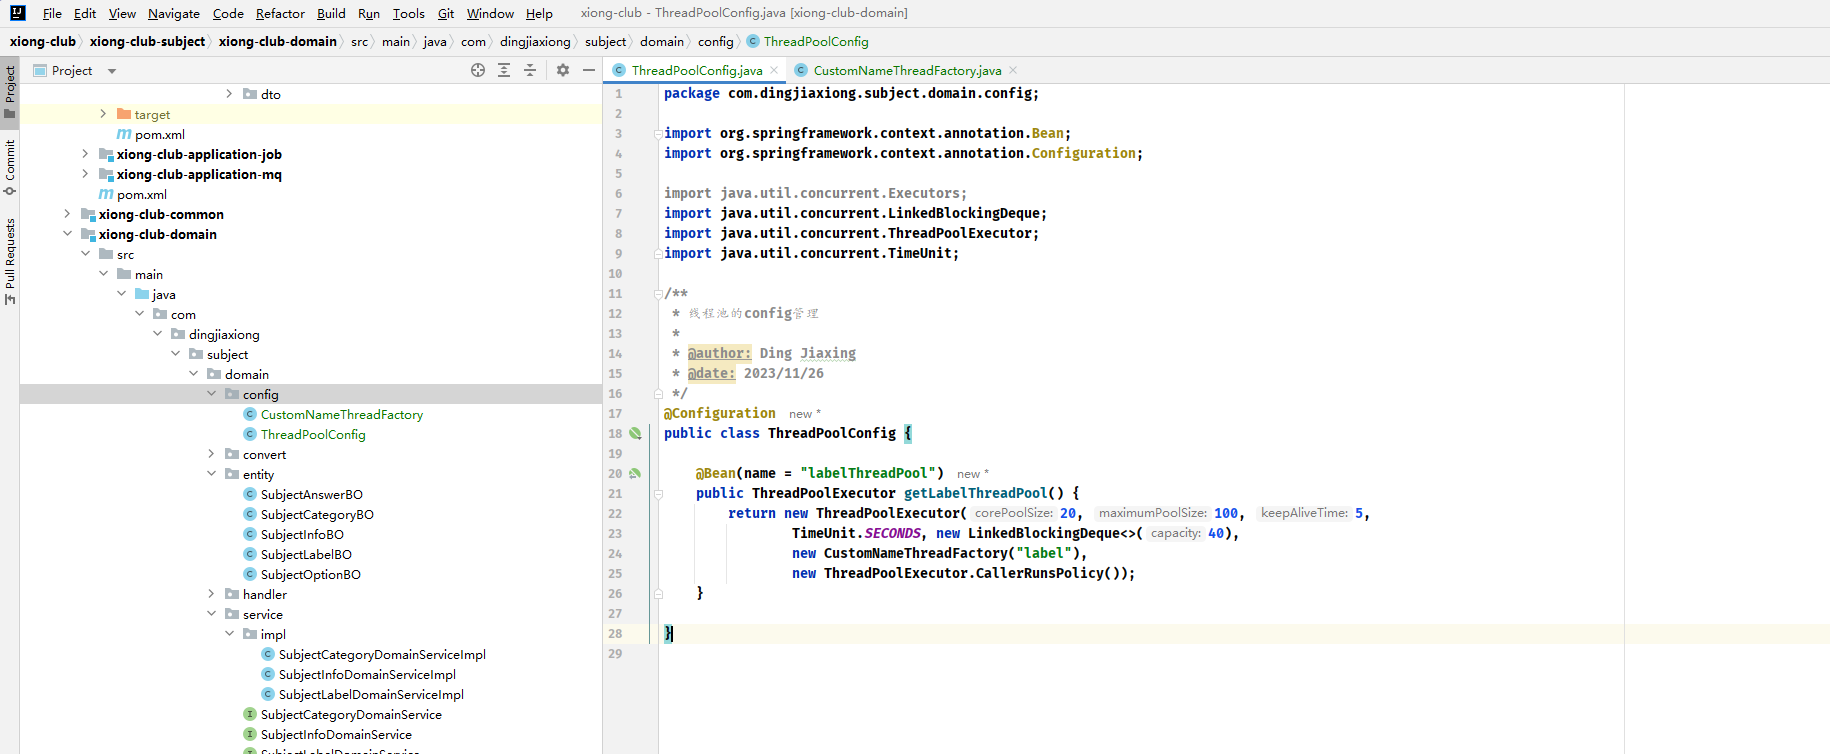 File Edit View Navigate Code Refactor Build Run Tools Git Window Help xiong-club - ThreadPoolConfig.java [xiong-club-domain]
xiong-club xiong-club-subject xiong-club-domain src main java com dingjiaxiong subject domain config ThreadPoolConfig
Project
Commit
Pull Requests
Project
dto
target
pom.xml
xiong-club-application-job
xiong-club-application-mq
pom.xml
xiong-club-common
xiong-club-domain
src
main
java
com
dingjiaxiong
subject
domain
config
CustomNameThreadFactory
ThreadPoolConfig
convert
entity
SubjectAnswerBO
SubjectCategoryBO
SubjectInfoBO
SubjectLabelBO
SubjectOptionBO
handler
service
impl
SubjectCategoryDomainServiceImpl
SubjectInfoDomainServiceImpl
SubjectLabelDomainServiceImpl
SubjectCategoryDomainService
SubjectInfoDomainService
SubjectLabelDomainService
ThreadPoolConfig.java CustomNameThreadFactory.java
1 package com.dingjiaxiong.subject.domain.config;
2
3 import org.springframework.context.annotation.Bean;
4 import org.springframework.context.annotation.Configuration;
5
6 import java.util.concurrent.Executors;
7 import java.util.concurrent.LinkedBlockingDeque;
8 import java.util.concurrent.ThreadPoolExecutor;
9 import java.util.concurrent.TimeUnit;
10
11 /**
12 * 线程池的config管理
13 *
14 * @author: Ding Jiaxing
15 * @date: 2023/11/26
16 */
17 @Configuration new *
18 public class ThreadPoolConfig {
19
20 @Bean(name = "labelThreadPool") new *
21 public ThreadPoolExecutor getLabelThreadPool() {
22 return new ThreadPoolExecutor( corePoolSize: 20, maximumPoolSize: 100, keepAliveTime: 5,
23 TimeUnit.SECONDS, new LinkedBlockingDeque<>( capacity: 40),
24 new CustomNameThreadFactory("label"),
25 new ThreadPoolExecutor.CallerRunsPolicy());
26 }
27
28 }
29